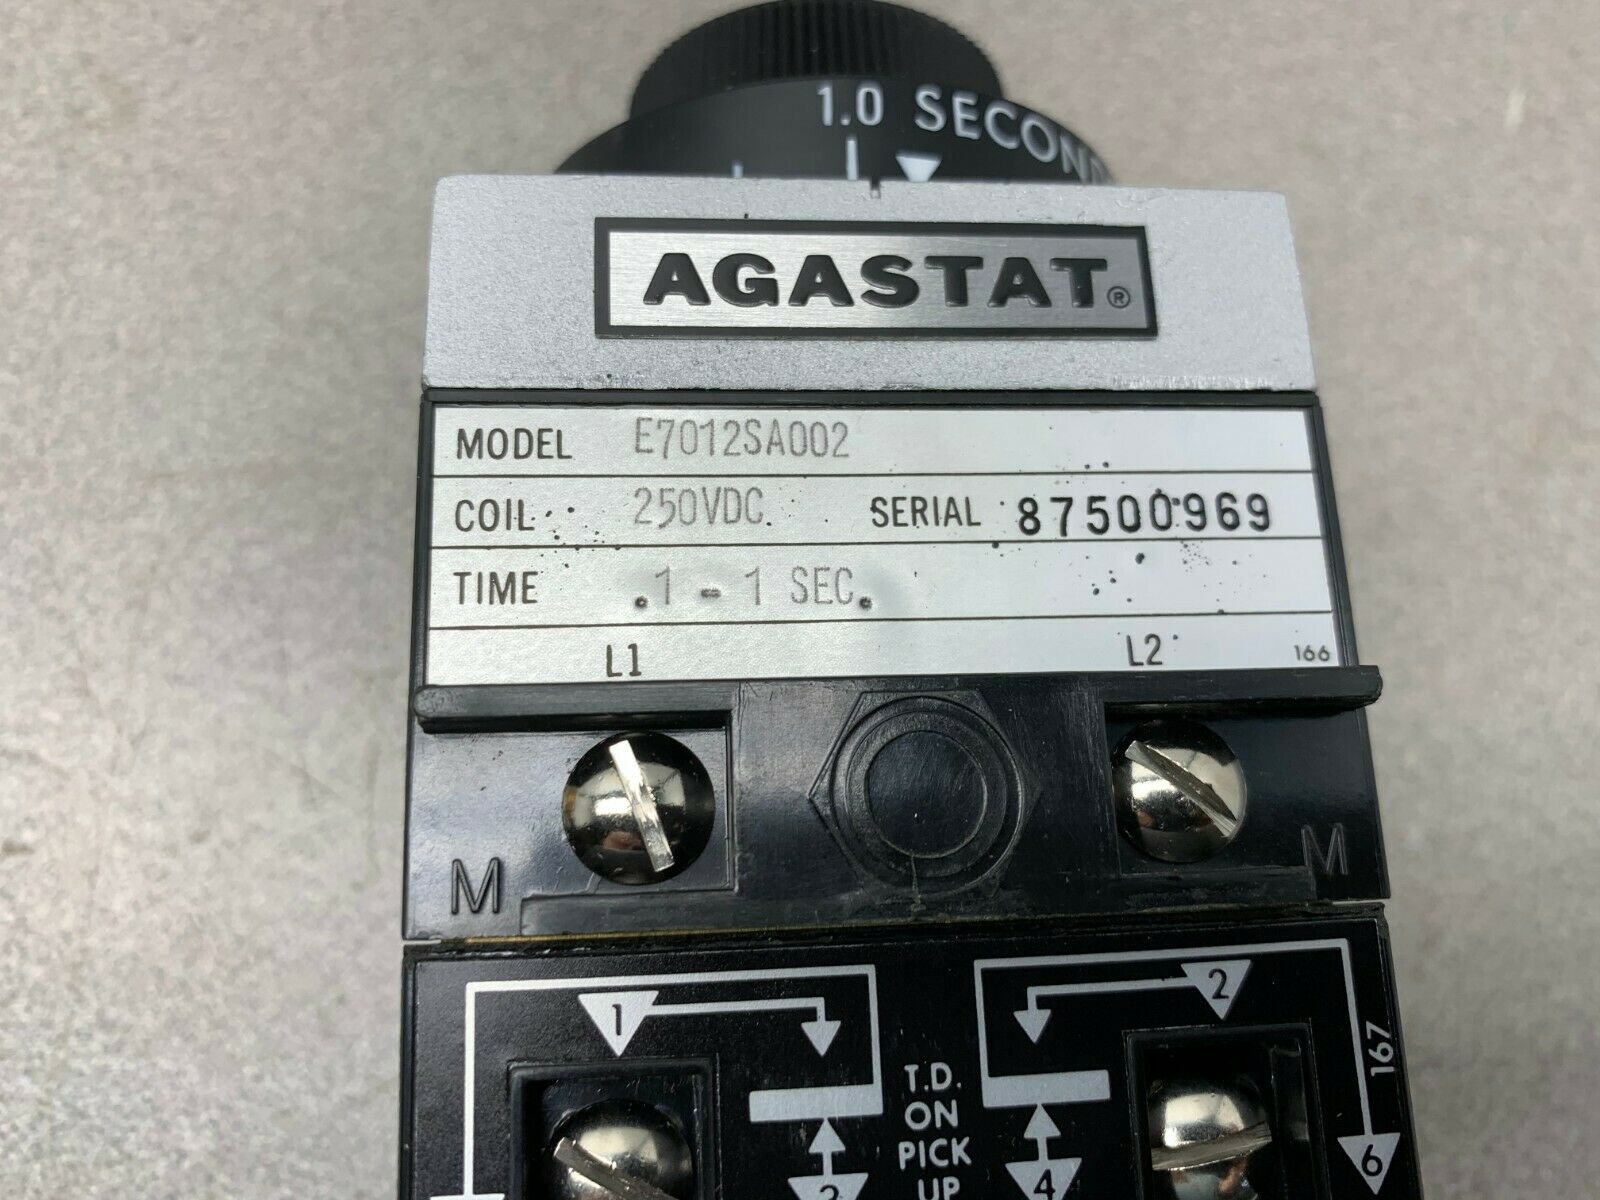 1.0 SECOND
AGASTAT®
MODEL E7012SA002
COIL 250VDC. SERIAL 87500969
TIME .1 - 1 SEC.
L1 L2 166
M M
1 2
167
T.D.
ON
PICK
UP
3 4 6